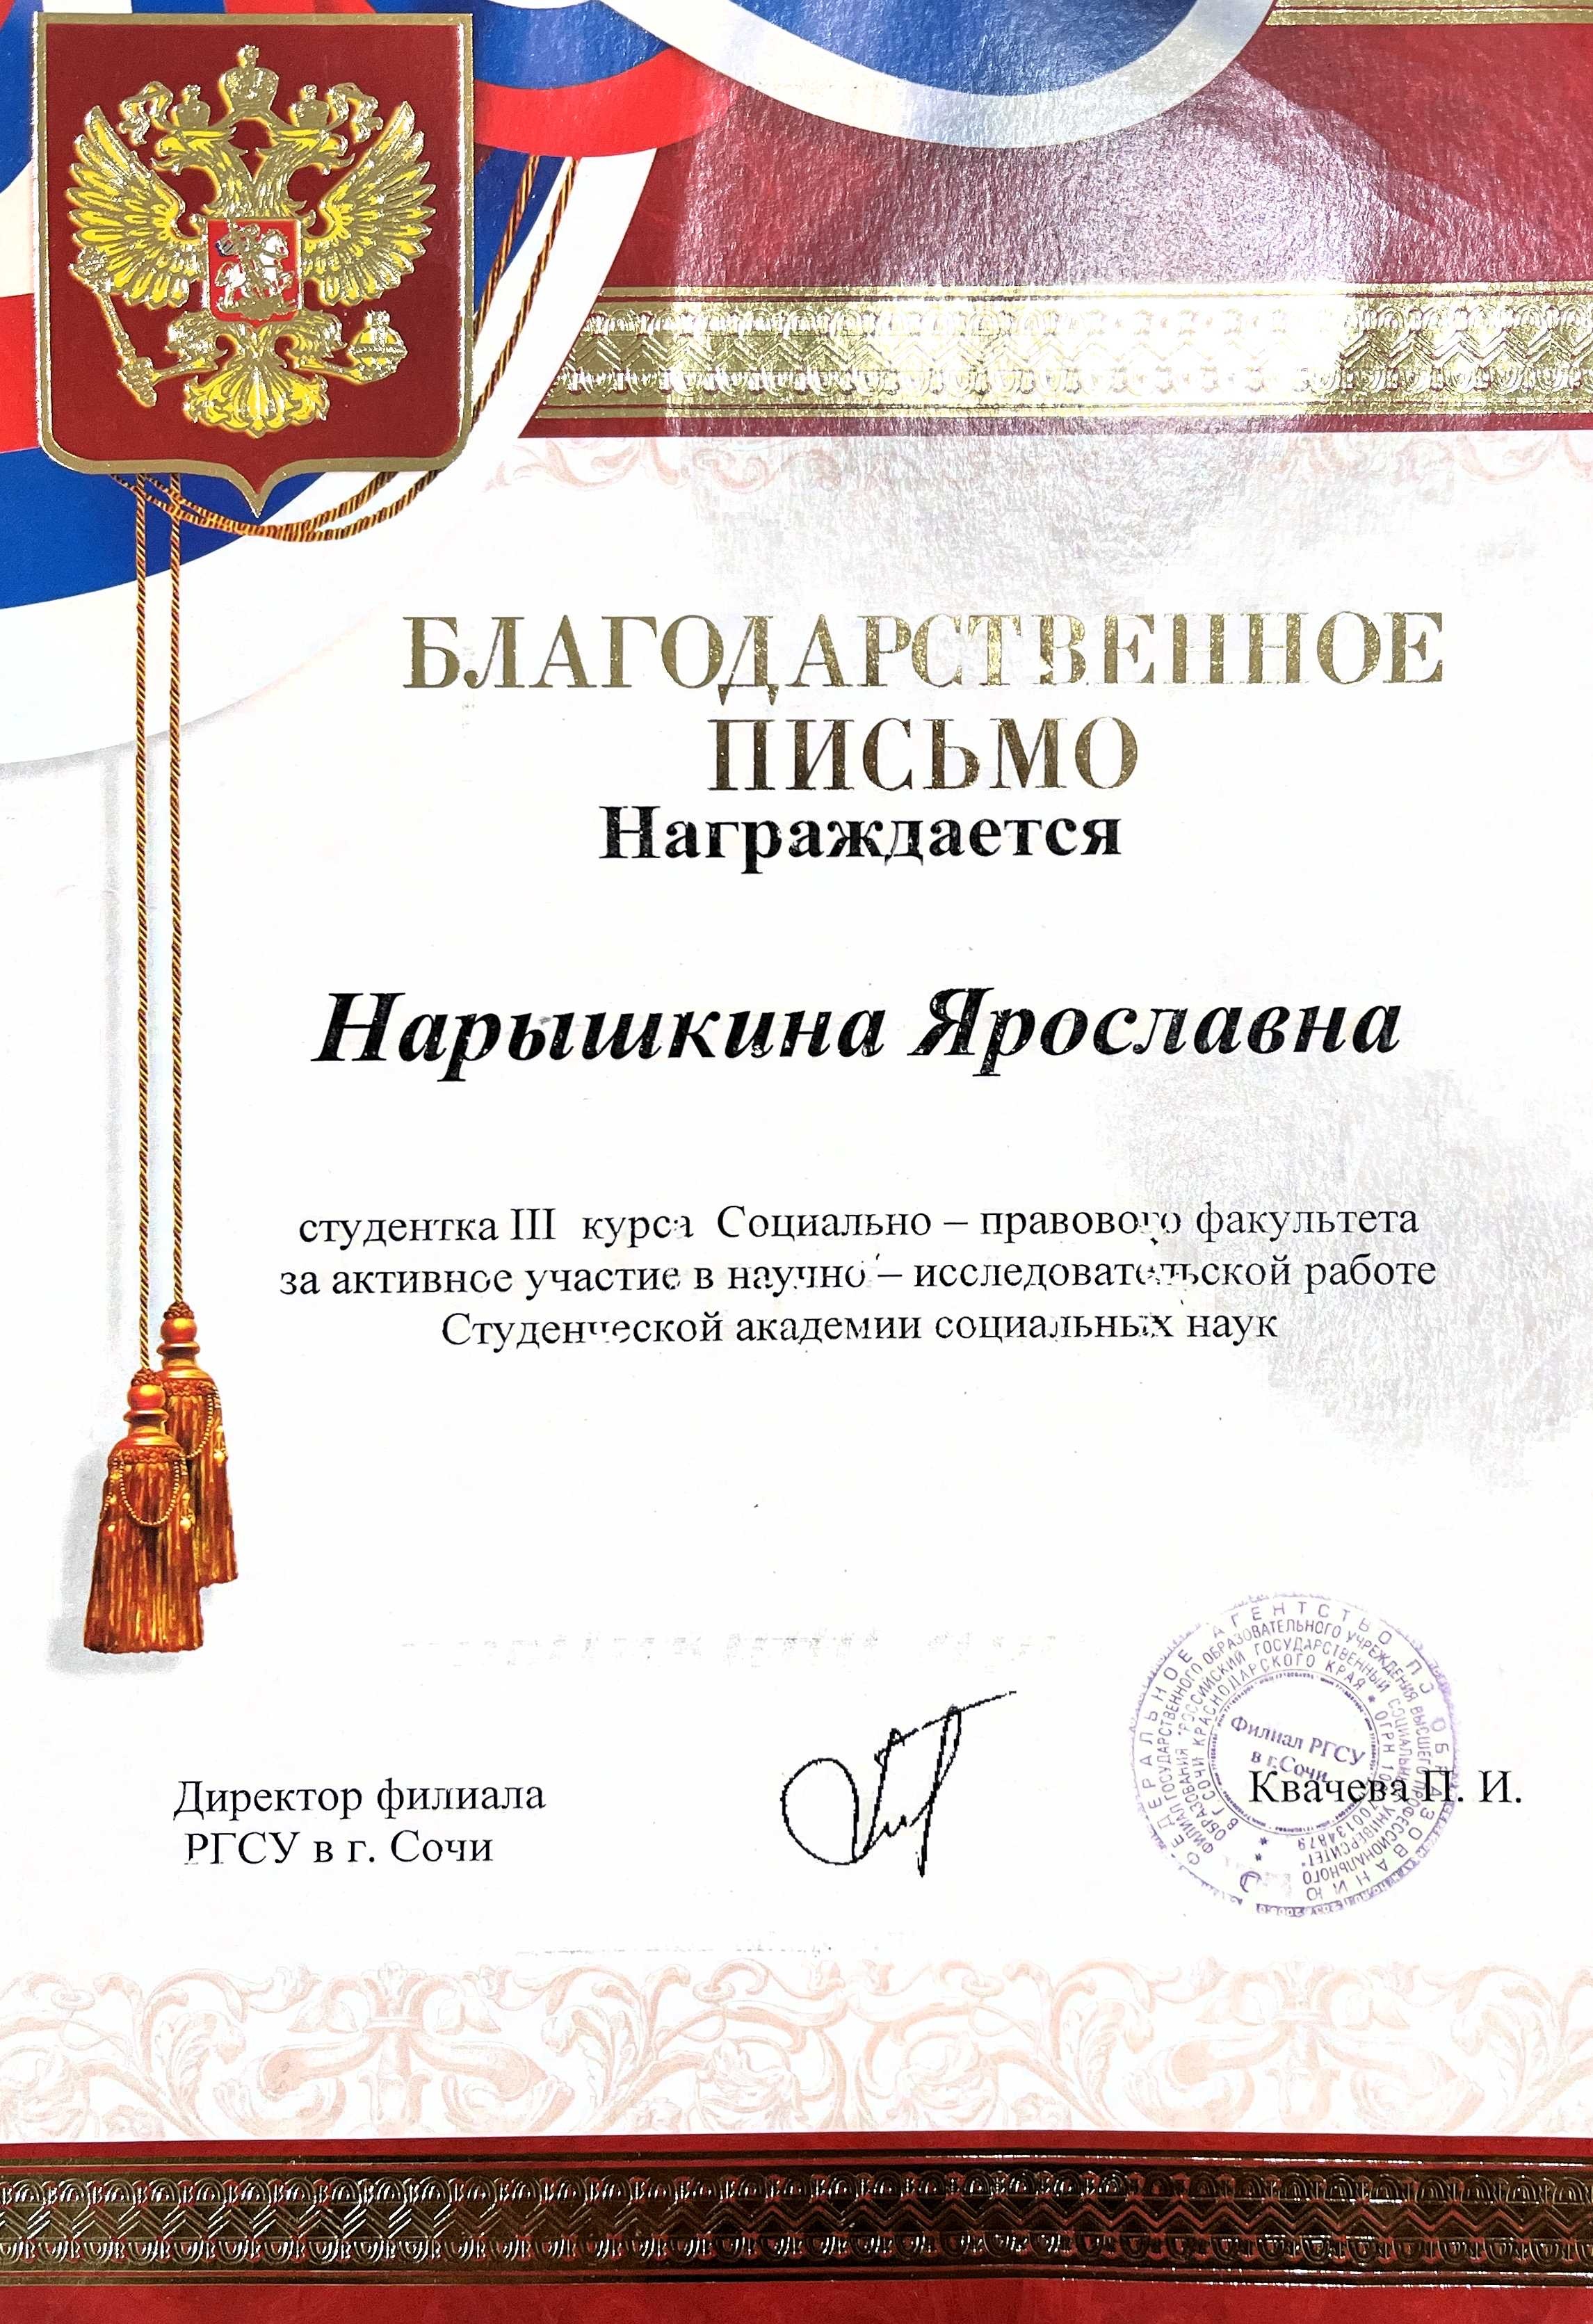 БЛАГОДАРСТВЕННОЕ
ПИСЬМО
Награждается
Нарышкина Ярославна
студентка III курса Социально – правового факультета
за активное участие в научно – исследовательской работе
Студенческой академии социальных наук
Директор филиала
РГСУ в г. Сочи
Квачева П. И.
ФЕДЕРАЛЬНОЕ АГЕНТСТВО ПО ОБРАЗОВАНИЮ
ФИЛИАЛ ГОСУДАРСТВЕННОГО ОБРАЗОВАТЕЛЬНОГО УЧРЕЖДЕНИЯ ВЫСШЕГО ПРОФЕССИОНАЛЬНОГО
ОБРАЗОВАНИЯ "РОССИЙСКИЙ ГОСУДАРСТВЕННЫЙ СОЦИАЛЬНЫЙ УНИВЕРСИТЕТ"
В Г. СОЧИ КРАСНОДАРСКОГО КРАЯ * ОГРН
Филиал РГСУ
в г. Сочи